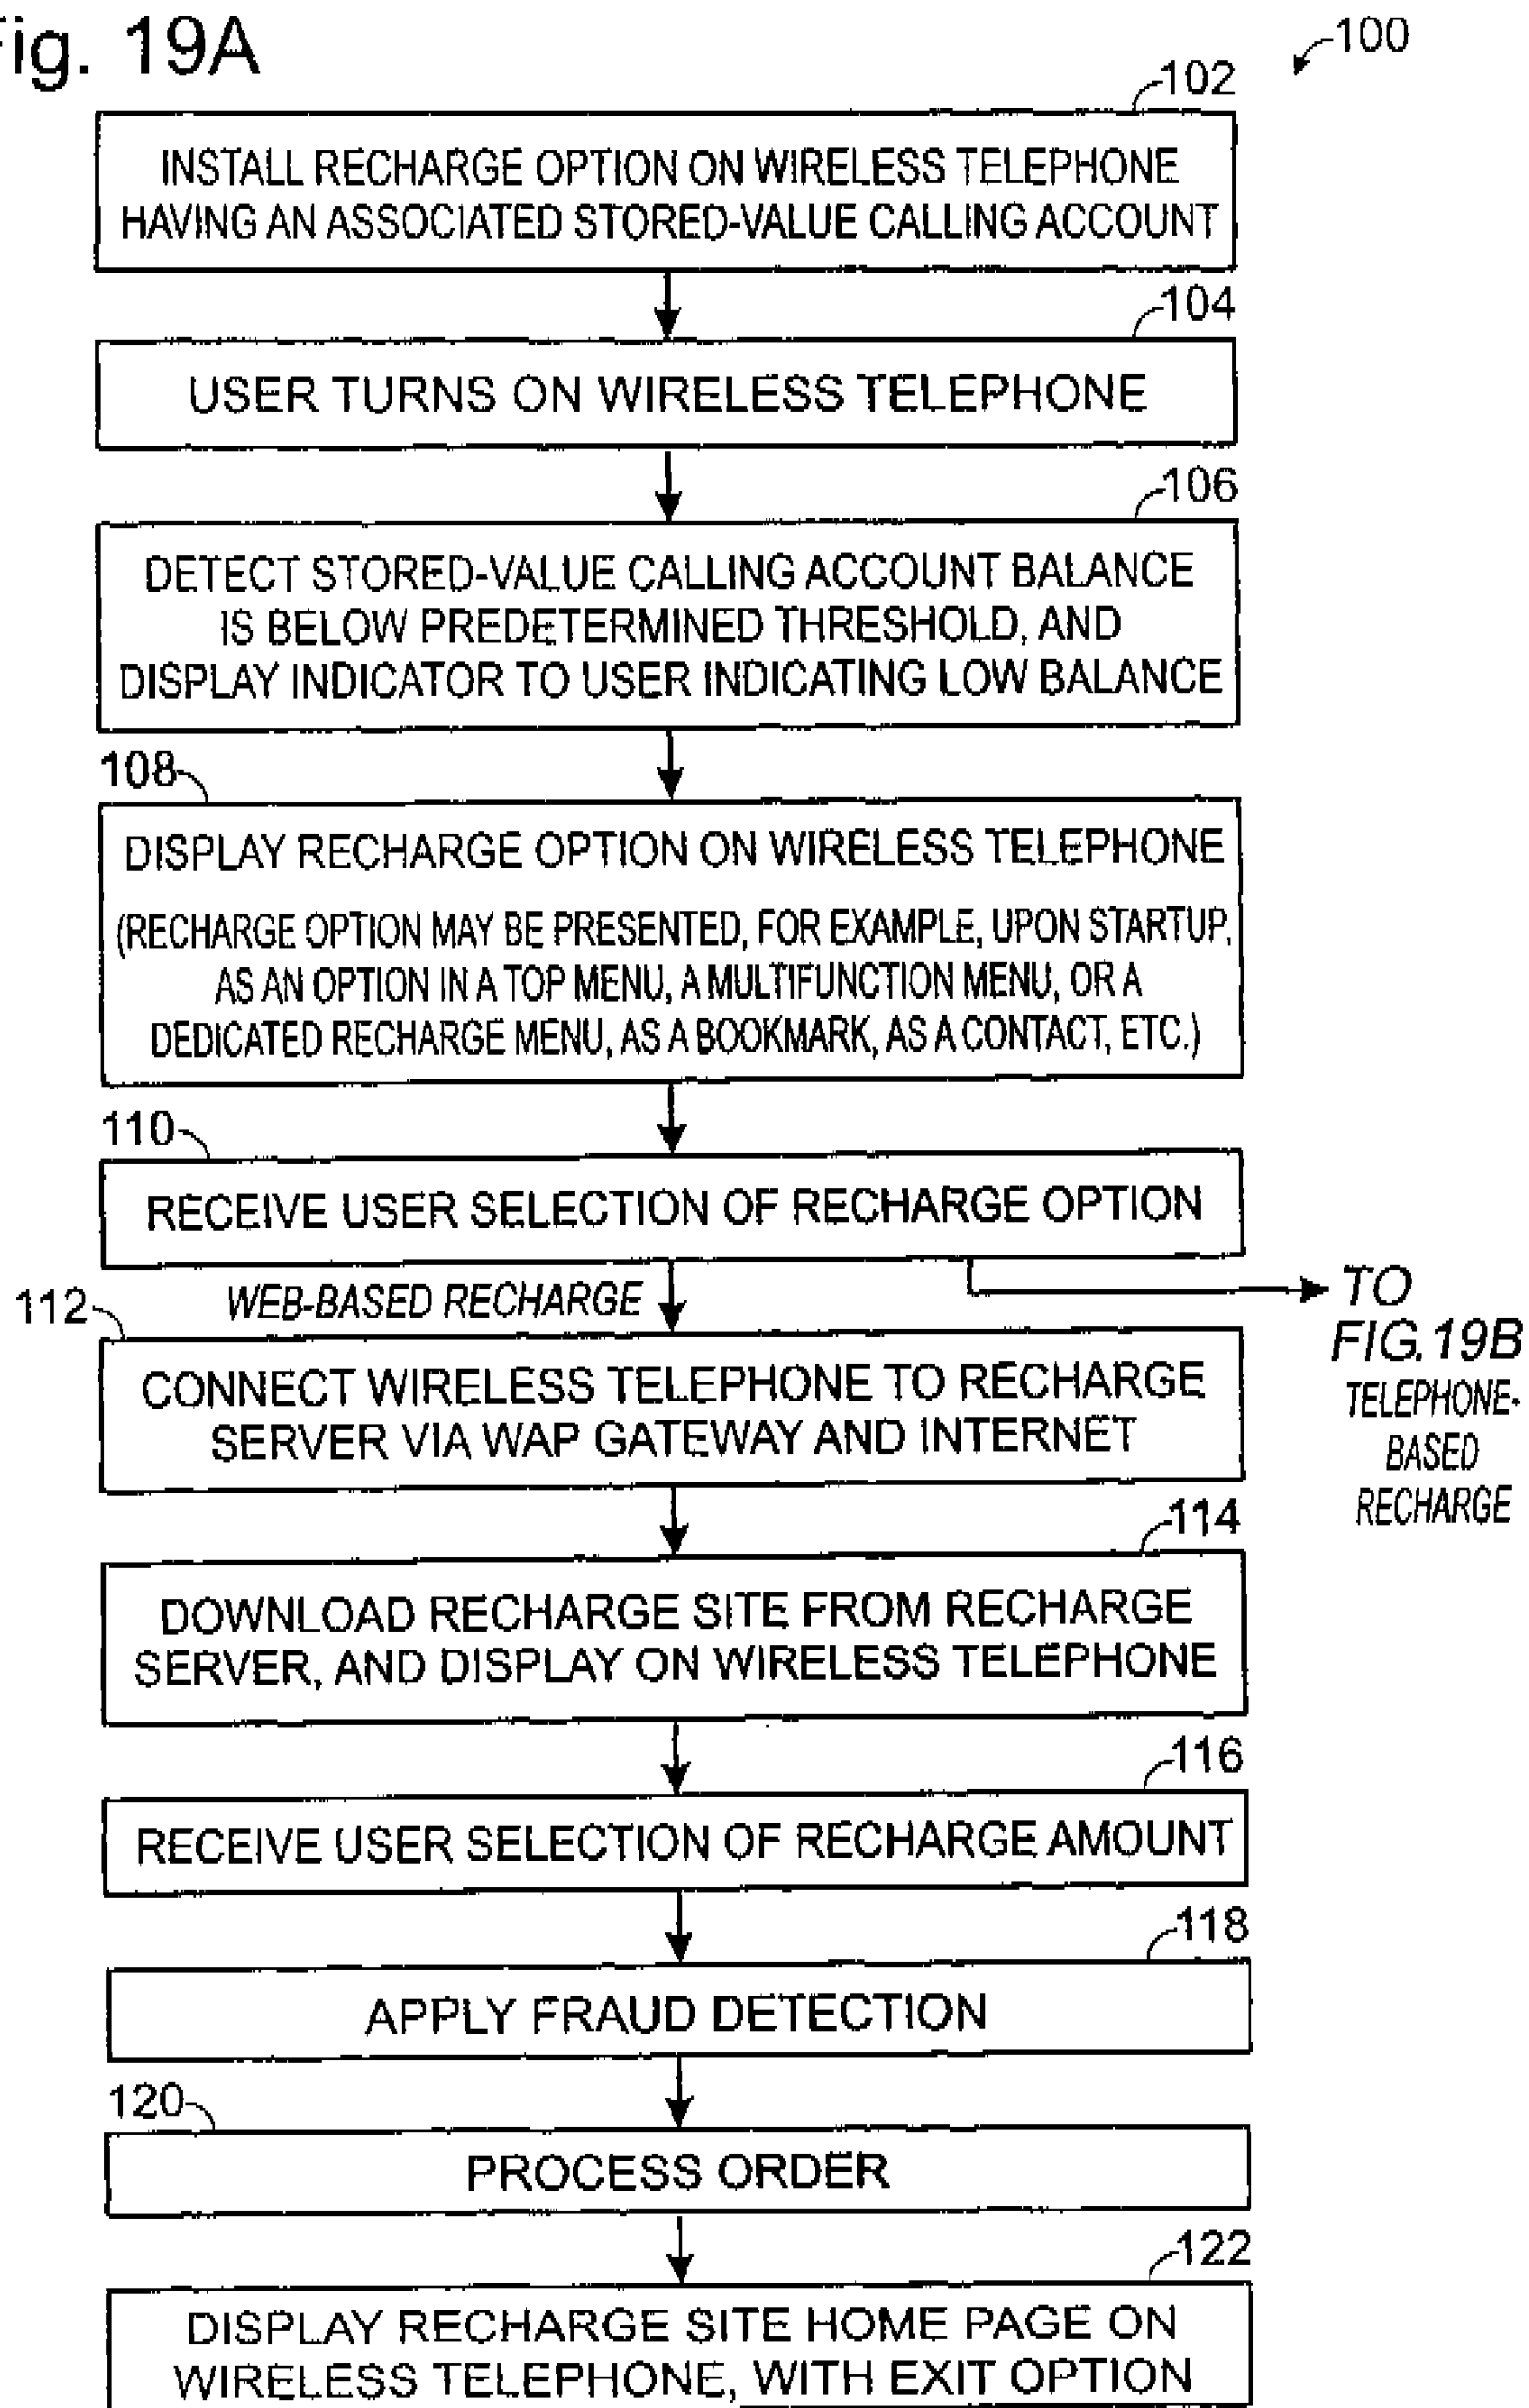 Fig. 19A
100
102
INSTALL RECHARGE OPTION ON WIRELESS TELEPHONE
HAVING AN ASSOCIATED STORED-VALUE CALLING ACCOUNT
104
USER TURNS ON WIRELESS TELEPHONE
106
DETECT STORED-VALUE CALLING ACCOUNT BALANCE
IS BELOW PREDETERMINED THRESHOLD, AND
DISPLAY INDICATOR TO USER INDICATING LOW BALANCE
108
DISPLAY RECHARGE OPTION ON WIRELESS TELEPHONE
(RECHARGE OPTION MAY BE PRESENTED, FOR EXAMPLE, UPON STARTUP,
AS AN OPTION IN A TOP MENU, A MULTIFUNCTION MENU, OR A
DEDICATED RECHARGE MENU, AS A BOOKMARK, AS A CONTACT, ETC.)
110
RECEIVE USER SELECTION OF RECHARGE OPTION
WEB-BASED RECHARGE
TO
FIG.19B
TELEPHONE-
BASED
RECHARGE
112
CONNECT WIRELESS TELEPHONE TO RECHARGE
SERVER VIA WAP GATEWAY AND INTERNET
114
DOWNLOAD RECHARGE SITE FROM RECHARGE
SERVER, AND DISPLAY ON WIRELESS TELEPHONE
116
RECEIVE USER SELECTION OF RECHARGE AMOUNT
118
APPLY FRAUD DETECTION
120
PROCESS ORDER
122
DISPLAY RECHARGE SITE HOME PAGE ON
WIRELESS TELEPHONE, WITH EXIT OPTION